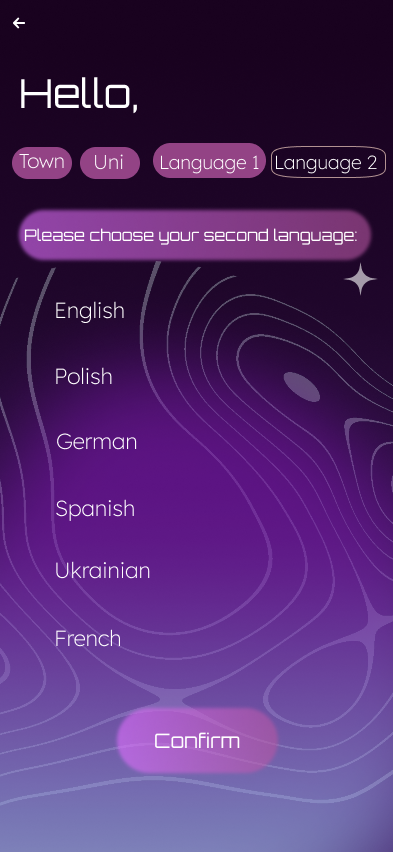 Hello,
Town Uni Language 1 Language 2
Please choose your second language:
English
Polish
German
Spanish
Ukrainian
French
Confirm